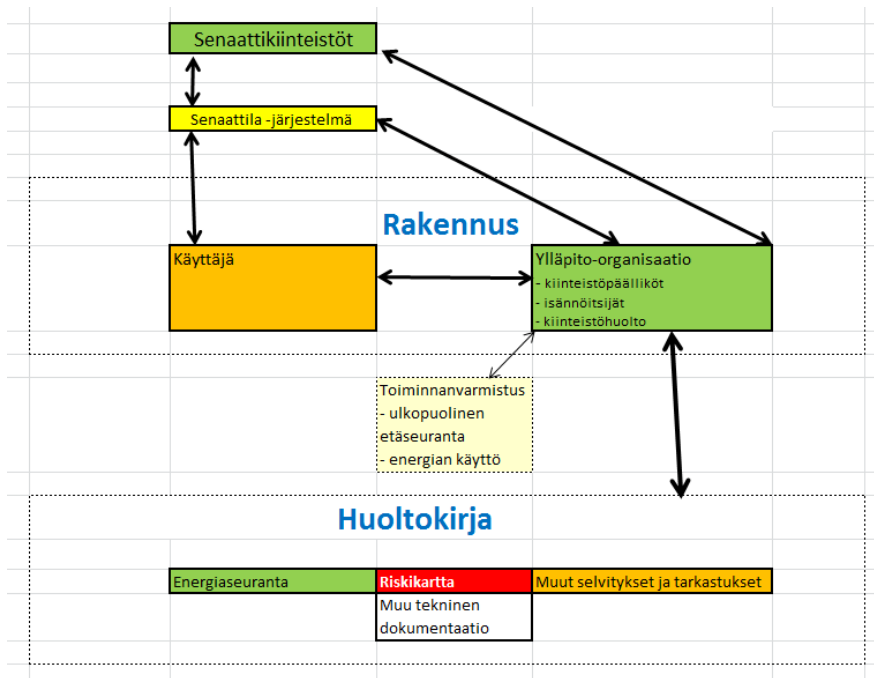 Senaattikiinteistöt
Senaattila -järjestelmä
Rakennus
Käyttäjä
Ylläpito-organisaatio
- kiinteistöpäälliköt
- isännöitsijät
- kiinteistöhuolto
Toiminnanvarmistus
- ulkopuolinen
etäseuranta
- energian käyttö
Huoltokirja
Energiaseuranta
Riskikartta
Muut selvitykset ja tarkastukset
Muu tekninen
dokumentaatio